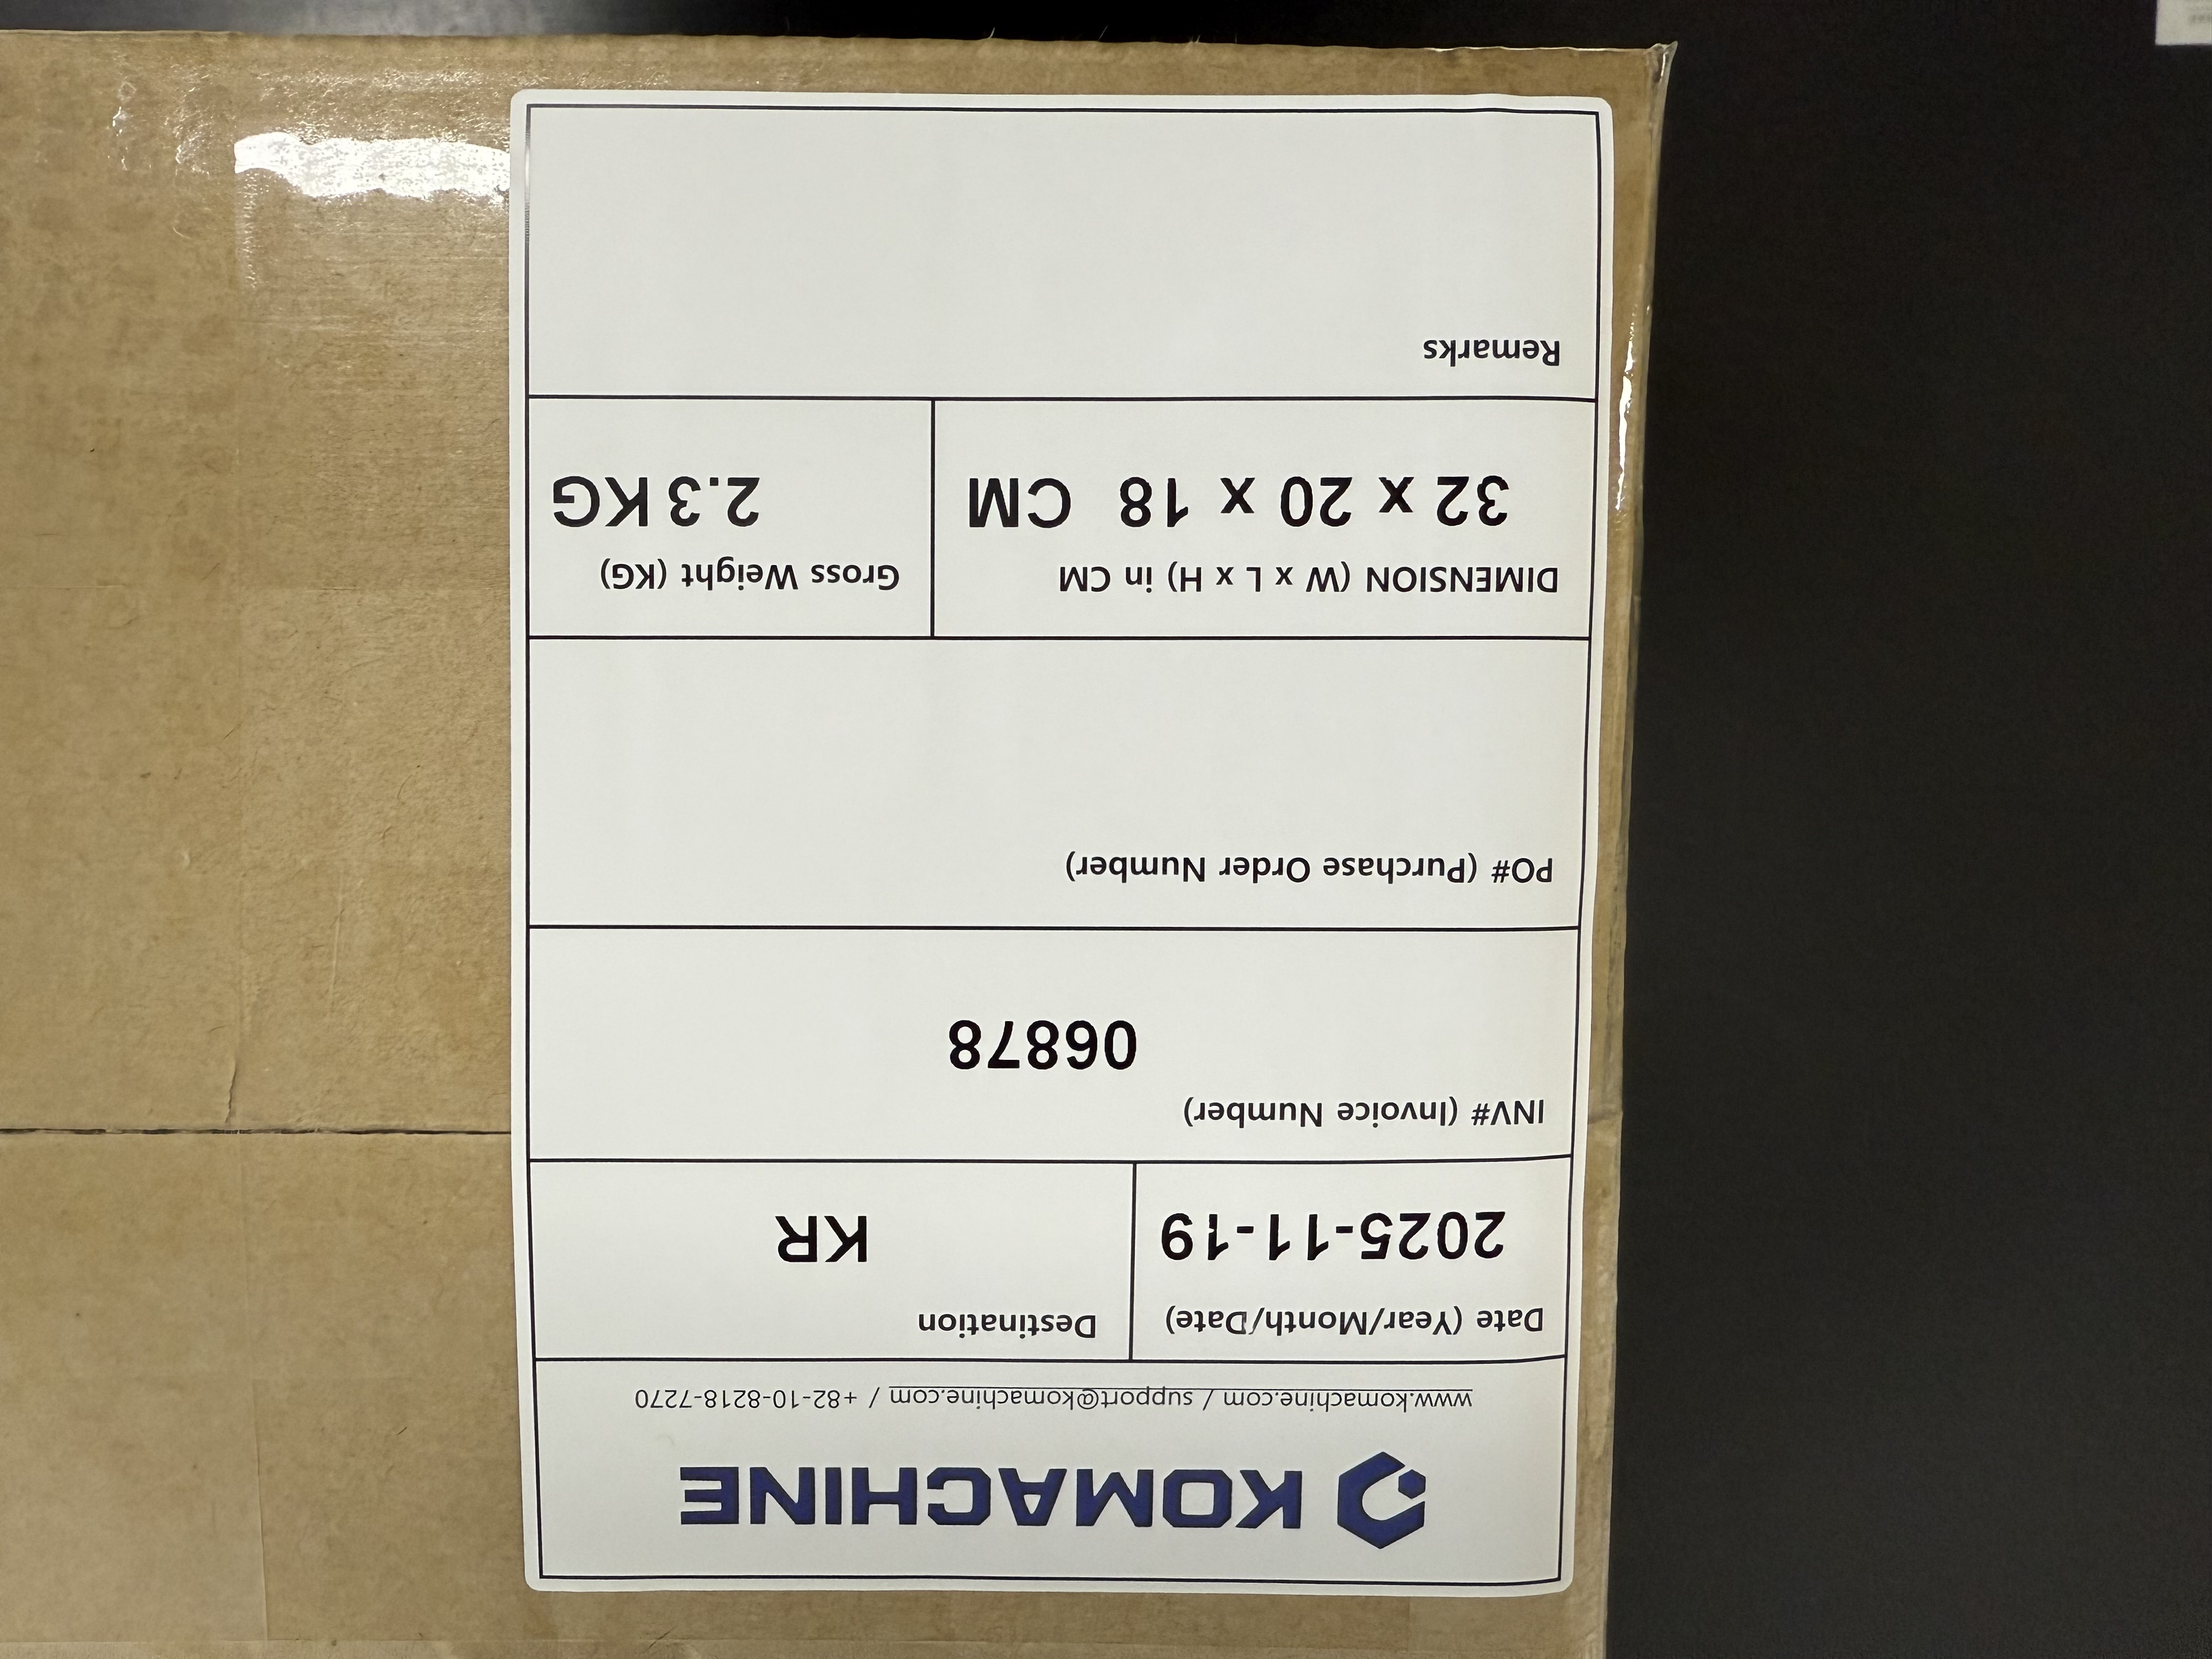 KOMACHINE
www.komachine.com / support@komachine.com / +82-10-8218-7270
Date (Year/Month/Date)
2025-11-19
Destination
KR
INV# (Invoice Number)
06878
PO# (Purchase Order Number)
DIMENSION (W x L x H) in CM
32 x 20 x 18 CM
Gross Weight (KG)
2.3 KG
Remarks